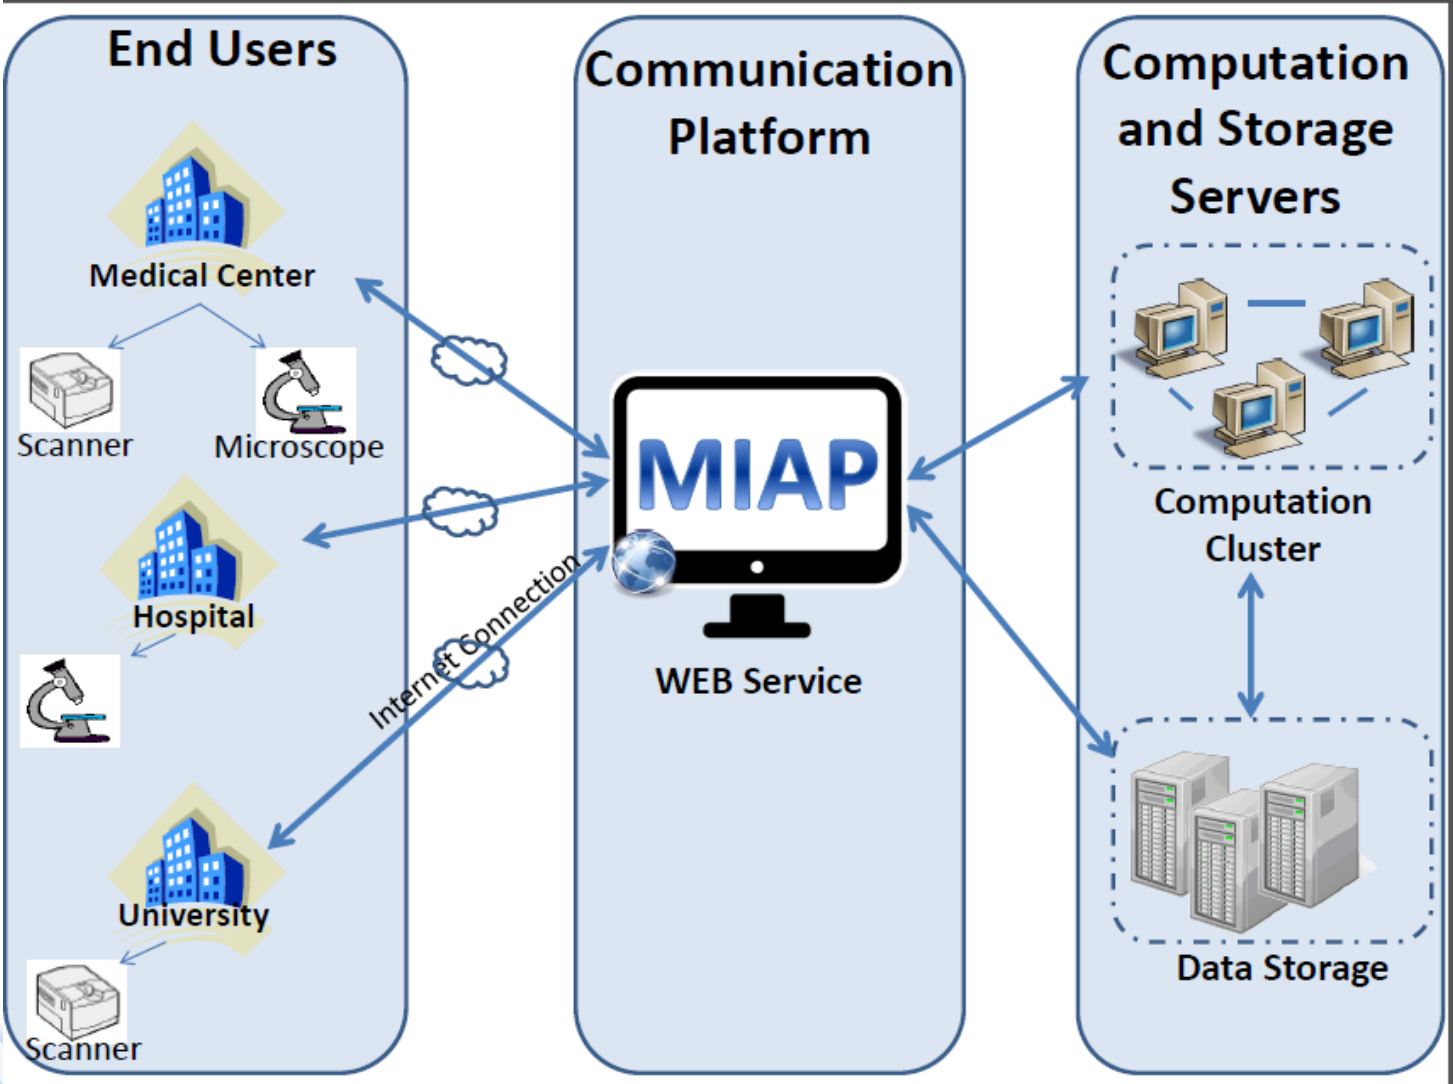 End Users
Medical Center
Scanner
Microscope
Hospital
University
Scanner
Internet Connection
Communication
Platform
MIAP
WEB Service
Computation
and Storage
Servers
Computation
Cluster
Data Storage